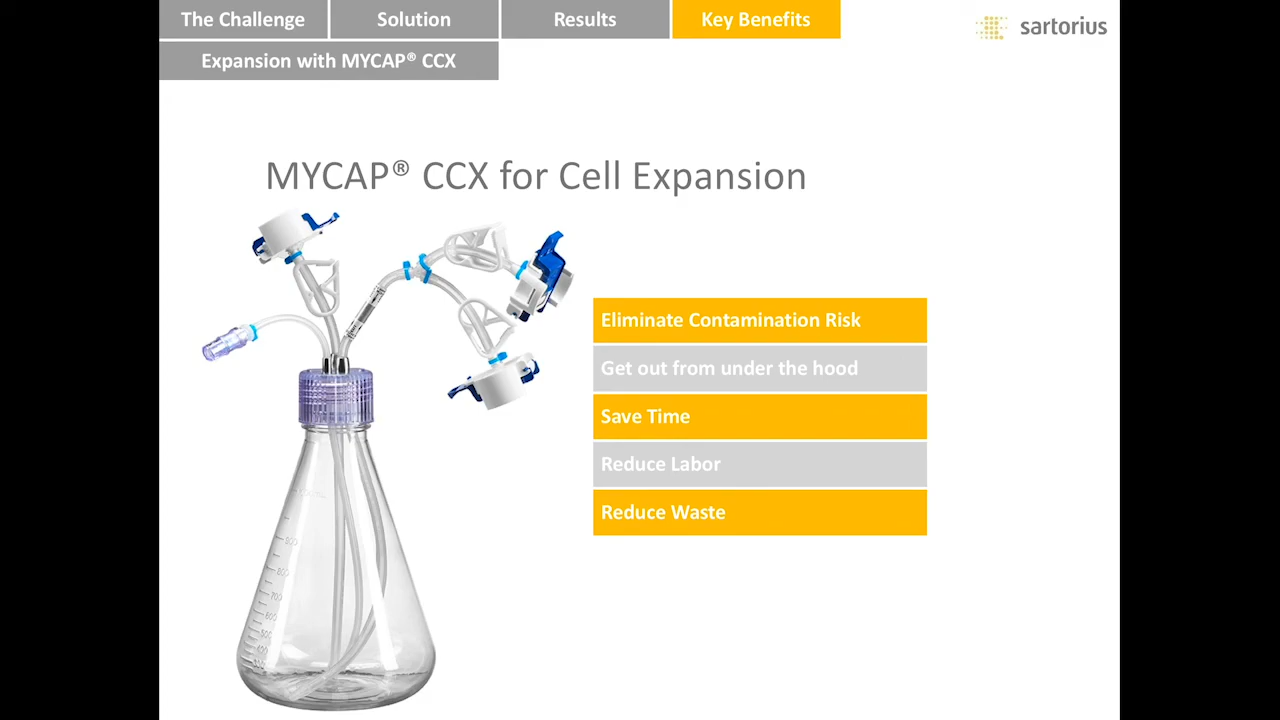 The Challenge
Solution
Results
Key Benefits
sartorius
Expansion with MYCAP® CCX
MYCAP® CCX for Cell Expansion
Eliminate Contamination Risk
Get out from under the hood
Save Time
Reduce Labor
Reduce Waste